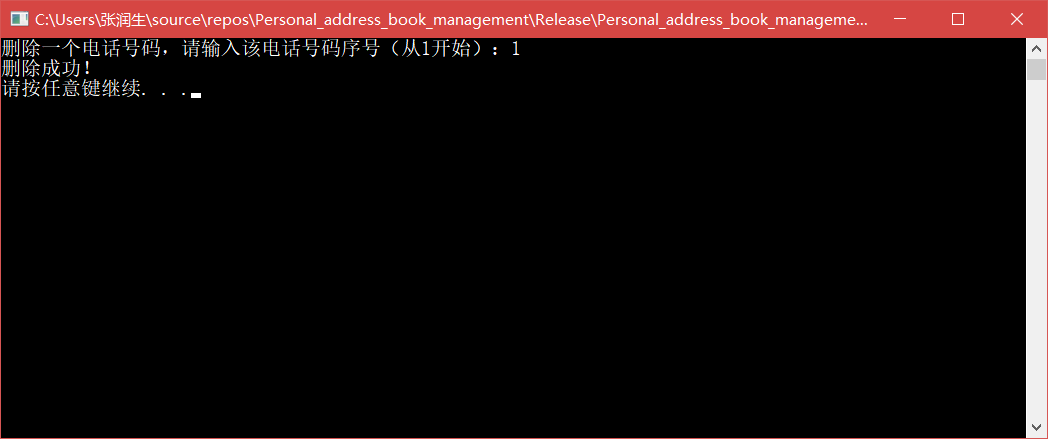 C:\Users\张润生\source\repos\Personal_address_book_management\Release\Personal_address_book_manageme...
删除一个电话号码，请输入该电话号码序号（从1开始）：1
删除成功！
请按任意键继续. . .